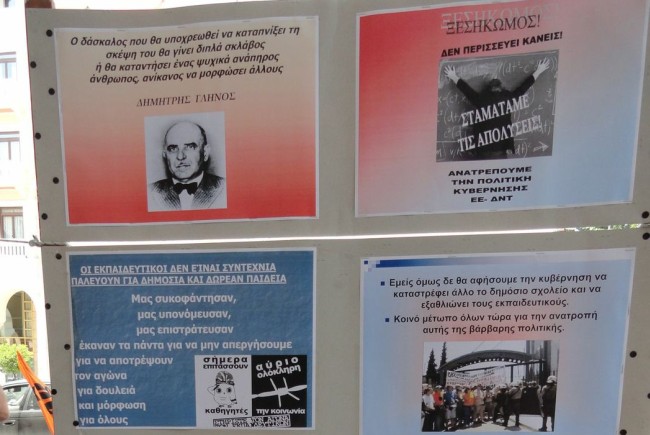 Ο δάσκαλος που θα υποχρεωθεί να καταπνίξει τη
σκέψη του θα γίνει διπλά σκλάβος
ή θα καταντήσει ένας ψυχικά ανάπηρος
άνθρωπος, ανίκανος να μορφώσει άλλους
ΔΗΜΗΤΡΗΣ ΓΛΗΝΟΣ
ΞΕΣΗΚΩΜΟΣ!
ΔΕΝ ΠΕΡΙΣΣΕΥΕΙ ΚΑΝΕΙΣ!
ΣΤΑΜΑΤΑΜΕ
ΤΙΣ ΑΠΟΛΥΣΕΙΣ!
ΑΝΑΤΡΕΠΟΥΜΕ
ΤΗΝ ΠΟΛΙΤΙΚΗ
ΚΥΒΕΡΝΗΣΗΣ
ΕΕ- ΔΝΤ
ΟΙ ΕΚΠΑΙΔΕΥΤΙΚΟΙ ΔΕΝ ΕΊΝΑΙ ΣΥΝΤΕΧΝΙΑ
ΠΑΛΕΥΟΥΝ ΓΙΑ ΔΗΜΟΣΙΑ ΚΑΙ ΔΩΡΕΑΝ ΠΑΙΔΕΙΑ
Μας συκοφάντησαν,
μας υπονόμευσαν,
μας επιστράτευσαν
έκαναν τα πάντα για να μην απεργήσουμε
για να αποτρέψουν
τον αγώνα
για δουλειά
και μόρφωση
για όλους
σήμερα
επιτάσσουν
καθηγητές
αύριο
ολόκληρη
την κοινωνία
Εμείς όμως δε θα αφήσουμε την κυβέρνηση να
καταστρέφει άλλο το δημόσιο σχολείο και να
εξαθλιώνει τους εκπαιδευτικούς.
Κοινό μέτωπο όλων τώρα για την ανατροπή
αυτής της βάρβαρης πολιτικής.